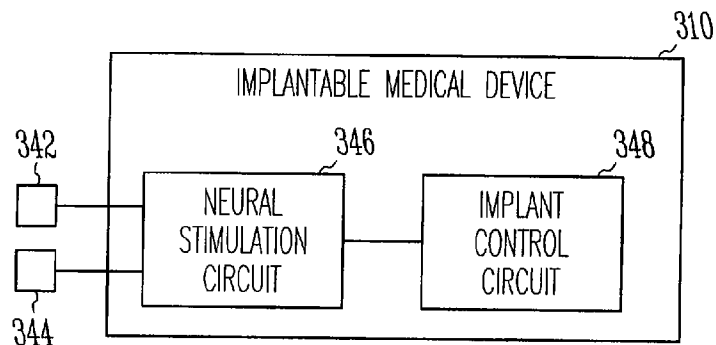 310
IMPLANTABLE MEDICAL DEVICE
342
346
348
NEURAL
STIMULATION
CIRCUIT
IMPLANT
CONTROL
CIRCUIT
344